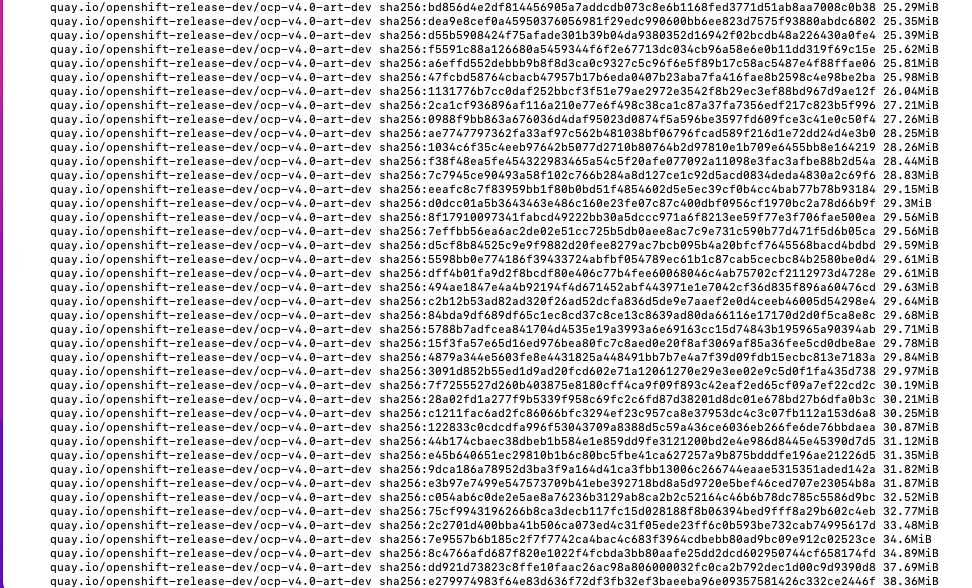 quay.io/openshift-release-dev/ocp-v4.0-art-dev sha256:bd856d4e2df814456905a7addcdb073c8e6b1168fed3771d51ab8aa7008c0b38 25.29MiB
quay.io/openshift-release-dev/ocp-v4.0-art-dev sha256:dea9e8cef0a45950376056981f29edc990600bb6ee823d7575f93880abdc6802 25.35MiB
quay.io/openshift-release-dev/ocp-v4.0-art-dev sha256:d55b5908424f75afade301b39b04da9380352d16942f02bcdb48a226430a0fe4 25.39MiB
quay.io/openshift-release-dev/ocp-v4.0-art-dev sha256:f5591c88a126680a5459344f6f2e67713dc034cb96a58e6e0b11dd319f69c15e 25.62MiB
quay.io/openshift-release-dev/ocp-v4.0-art-dev sha256:a6effd552debbb9b8f8d3ca0c9327c5c96f6e5f89b17c58ac5487e4f88ffae06 25.81MiB
quay.io/openshift-release-dev/ocp-v4.0-art-dev sha256:47fcbd58764cbacb47957b17b6eda0407b23aba7fa416fae8b2598c4e98be2ba 25.98MiB
quay.io/openshift-release-dev/ocp-v4.0-art-dev sha256:1131776b7cc0daf252bbcf3f51e79ae2972e3542f8b29ec3ef88bd967d9ae12f 26.04MiB
quay.io/openshift-release-dev/ocp-v4.0-art-dev sha256:2ca1cf936896af116a210e77e6f498c38ca1c87a37fa7356edf217c823b5f996 27.21MiB
quay.io/openshift-release-dev/ocp-v4.0-art-dev sha256:0988f9bb863a676036d4daf95023d0874f5a596be3597fd609fce3c41e0c50f4 27.26MiB
quay.io/openshift-release-dev/ocp-v4.0-art-dev sha256:ae7747797362fa33af97c562b481038bf06796fcad589f216d1e72dd24d4e3b0 28.25MiB
quay.io/openshift-release-dev/ocp-v4.0-art-dev sha256:1034c6f35c4eeb97642b5077d2710b80764b2d97810e1b709e6455bb8e164219 28.26MiB
quay.io/openshift-release-dev/ocp-v4.0-art-dev sha256:f38f48ea5fe454322983465a54c5f20afe077092a11098e3fac3afbe88b2d54a 28.44MiB
quay.io/openshift-release-dev/ocp-v4.0-art-dev sha256:7c7945ce90493a58f102c766b284a8d127ce1c92d5acd0834deda4830a2c69f6 28.83MiB
quay.io/openshift-release-dev/ocp-v4.0-art-dev sha256:eeafc8c7f83959bb1f80b0bd51f4854602d5e5ec39cf0b4cc4bab77b78b93184 29.15MiB
quay.io/openshift-release-dev/ocp-v4.0-art-dev sha256:d0dcc01a5b3643463e486c160e23fe07c87c400dbf0956cf1970bc2a78d66b9f 29.3MiB
quay.io/openshift-release-dev/ocp-v4.0-art-dev sha256:8f17910097341fabcd49222bb30a5dccc971a6f8213ee59f77e3f706fae500ea 29.56MiB
quay.io/openshift-release-dev/ocp-v4.0-art-dev sha256:7effbb56ea6ac2de02e51cc725b5db0aee8ac7c9e731c590b77d471f5d6b05ca 29.56MiB
quay.io/openshift-release-dev/ocp-v4.0-art-dev sha256:d5cf8b84525c9e9f9882d20fee8279ac7bcb095b4a20bfcf7645568bacd4bdbd 29.59MiB
quay.io/openshift-release-dev/ocp-v4.0-art-dev sha256:5598bb0e774186f39433724abfbf054789ec61b1c87cab5cecbc84b2580be0d4 29.61MiB
quay.io/openshift-release-dev/ocp-v4.0-art-dev sha256:dff4b01fa9d2f8bcdf80e406c77b4fee60068046c4ab75702cf2112973d4728e 29.61MiB
quay.io/openshift-release-dev/ocp-v4.0-art-dev sha256:494ae1847e4a4b92194f4d671452abf443971e1e7042cf36d835f896a60476cd 29.63MiB
quay.io/openshift-release-dev/ocp-v4.0-art-dev sha256:c2b12b53ad82ad320f26ad52dcfa836d5de9e7aaef2e0d4ceeb46005d54298e4 29.64MiB
quay.io/openshift-release-dev/ocp-v4.0-art-dev sha256:84bda9df689df65c1ec8cd37c8ce13c8639ad80da66116e17170d2d0f5ca8e8c 29.68MiB
quay.io/openshift-release-dev/ocp-v4.0-art-dev sha256:5788b7adfcea841704d4535e19a3993a6e69163cc15d74843b195965a90394ab 29.71MiB
quay.io/openshift-release-dev/ocp-v4.0-art-dev sha256:15f3fa57e65d16ed976bea80fc7c8aed0e20f8af3069af85a36fee5cd0dbe8ae 29.78MiB
quay.io/openshift-release-dev/ocp-v4.0-art-dev sha256:4879a344e5603fe8e4431825a448491bb7b7e4a7f39d09fdb15ecbc813e7183a 29.84MiB
quay.io/openshift-release-dev/ocp-v4.0-art-dev sha256:3091d852b55ed1d9ad20fcd602e71a12061270e29e3ee02e9c5d0f1fa435d738 29.97MiB
quay.io/openshift-release-dev/ocp-v4.0-art-dev sha256:7f7255527d260b403875e8180cff4ca9f09f893c42eaf2ed65cf09a7ef22cd2c 30.19MiB
quay.io/openshift-release-dev/ocp-v4.0-art-dev sha256:28a02fd1a277f9b5339f958c69fc2c6fd87d38201d8dc01e678bd27b6dfa0b3c 30.21MiB
quay.io/openshift-release-dev/ocp-v4.0-art-dev sha256:c1211fac6ad2fc86066bfc3294ef23c957ca8e37953dc4c3c07fb112a153d6a8 30.25MiB
quay.io/openshift-release-dev/ocp-v4.0-art-dev sha256:122833c0cdcdfa996f53043709a8388d5c59a436ce6036eb266fe6de76bbdaea 30.87MiB
quay.io/openshift-release-dev/ocp-v4.0-art-dev sha256:44b174cbaec38dbeb1b584e1e859dd9fe3121200bd2e4e986d8445e45390d7d5 31.12MiB
quay.io/openshift-release-dev/ocp-v4.0-art-dev sha256:e45b640651ec29810b1b6c80bc5fbe41ca627257a9b875bdddfe196ae21226d5 31.35MiB
quay.io/openshift-release-dev/ocp-v4.0-art-dev sha256:9dca186a78952d3ba3f9a164d41ca3fbb13006c266744eaae5315351aded142a 31.82MiB
quay.io/openshift-release-dev/ocp-v4.0-art-dev sha256:e3b97e7499e547573709b41ebe392718bd8a5d9720e5bef46ced707e23054b8a 31.87MiB
quay.io/openshift-release-dev/ocp-v4.0-art-dev sha256:c054ab6c0de2e5ae8a76236b3129ab8ca2b2c52164c46b6b78dc785c5586d9bc 32.52MiB
quay.io/openshift-release-dev/ocp-v4.0-art-dev sha256:75cf9943196266b8ca3decb117fc15d028188f8b06394bed9fff8a29b602c4eb 32.77MiB
quay.io/openshift-release-dev/ocp-v4.0-art-dev sha256:2c2701d400bba41b506ca073ed4c31f05ede23ff6c0b593be732cab74995617d 33.48MiB
quay.io/openshift-release-dev/ocp-v4.0-art-dev sha256:7e9557b6b185c2f7f7742ca4bac4c683f3964cdbebb80ad9bc09e912c02523ce 34.6MiB
quay.io/openshift-release-dev/ocp-v4.0-art-dev sha256:8c4766afd687f820e1022f4fcbda3bb80aafe25dd2dcd602950744cf658174fd 34.89MiB
quay.io/openshift-release-dev/ocp-v4.0-art-dev sha256:dd921d73823c8ffe10faac26ac98a806000032fc0ca2b792dec1d00c9d9390d8 37.69MiB
quay.io/openshift-release-dev/ocp-v4.0-art-dev sha256:e279974983f64e83d636f72df3fb32ef3baeeba96e09357581426c332ce2446f 38.36MiB